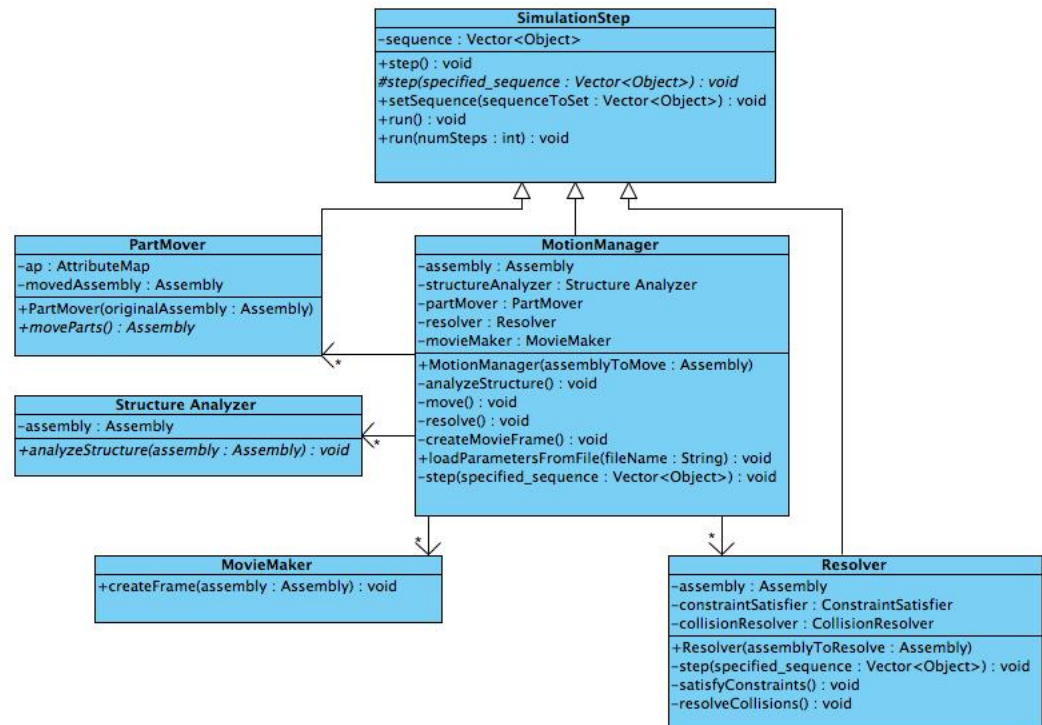 SimulationStep
-sequence : Vector<Object>
+step() : void
#step(specified_sequence : Vector<Object>) : void
+setSequence(sequenceToSet : Vector<Object>) : void
+run() : void
+run(numSteps : int) : void
PartMover
-ap : AttributeMap
-movedAssembly : Assembly
+PartMover(originalAssembly : Assembly)
+moveParts() : Assembly
*
MotionManager
-assembly : Assembly
-structureAnalyzer : Structure Analyzer
-partMover : PartMover
-resolver : Resolver
-movieMaker : MovieMaker
+MotionManager(assemblyToMove : Assembly)
-analyzeStructure() : void
-move() : void
-resolve() : void
-createMovieFrame() : void
+loadParametersFromFile(fileName : String) : void
-step(specified_sequence : Vector<Object>) : void
Structure Analyzer
-assembly : Assembly
+analyzeStructure(assembly : Assembly) : void
*
*
*
MovieMaker
+createFrame(assembly : Assembly) : void
Resolver
-assembly : Assembly
-constraintSatisfier : ConstraintSatisfier
-collisionResolver : CollisionResolver
+Resolver(assemblyToResolve : Assembly)
-step(specified_sequence : Vector<Object>) : void
-satisfyConstraints() : void
-resolveCollisions() : void